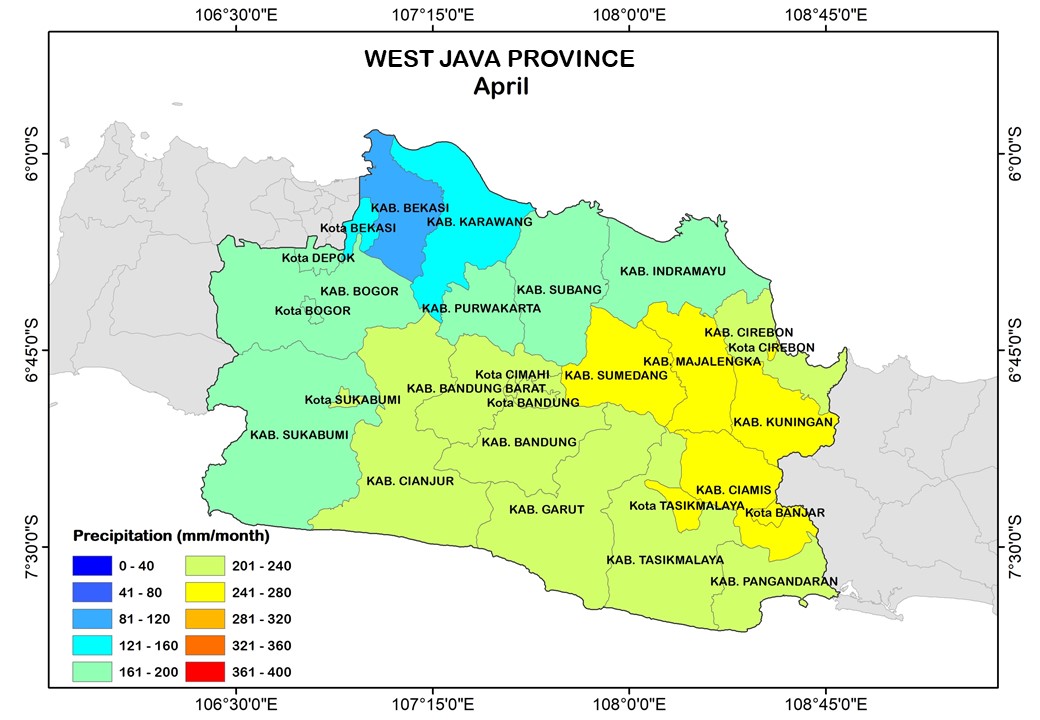 106°30'0"E 107°15'0"E 108°0'0"E 108°45'0"E
WEST JAVA PROVINCE
April
6°0'0"S 6°0'0"S
KAB. BEKASI
KAB. KARAWANG
Kota BEKASI
Kota DEPOK
KAB. INDRAMAYU
KAB. BOGOR
KAB. SUBANG
Kota BOGOR
KAB. PURWAKARTA
KAB. CIREBON
Kota CIREBON
6°45'0"S 6°45'0"S
KAB. MAJALENGKA
Kota CIMAHI
KAB. SUMEDANG
KAB. BANDUNG BARAT
Kota SUKABUMI
Kota BANDUNG
KAB. KUNINGAN
KAB. SUKABUMI
KAB. BANDUNG
KAB. CIANJUR
KAB. CIAMIS
Kota TASIKMALAYA
KAB. GARUT
Kota BANJAR
7°30'0"S 7°30'0"S
KAB. TASIKMALAYA
KAB. PANGANDARAN
Precipitation (mm/month)
0 - 40 201 - 240
41 - 80 241 - 280
81 - 120 281 - 320
121 - 160 321 - 360
161 - 200 361 - 400
106°30'0"E 107°15'0"E 108°0'0"E 108°45'0"E